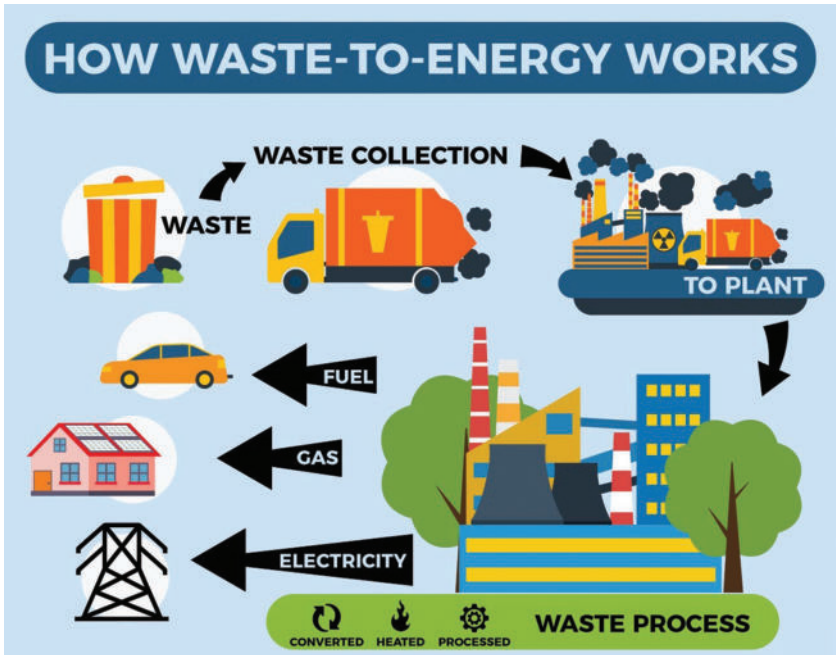 HOW WASTE-TO-ENERGY WORKS
WASTE COLLECTION
WASTE
TO PLANT
FUEL
GAS
ELECTRICITY
CONVERTED HEATED PROCESSED
WASTE PROCESS